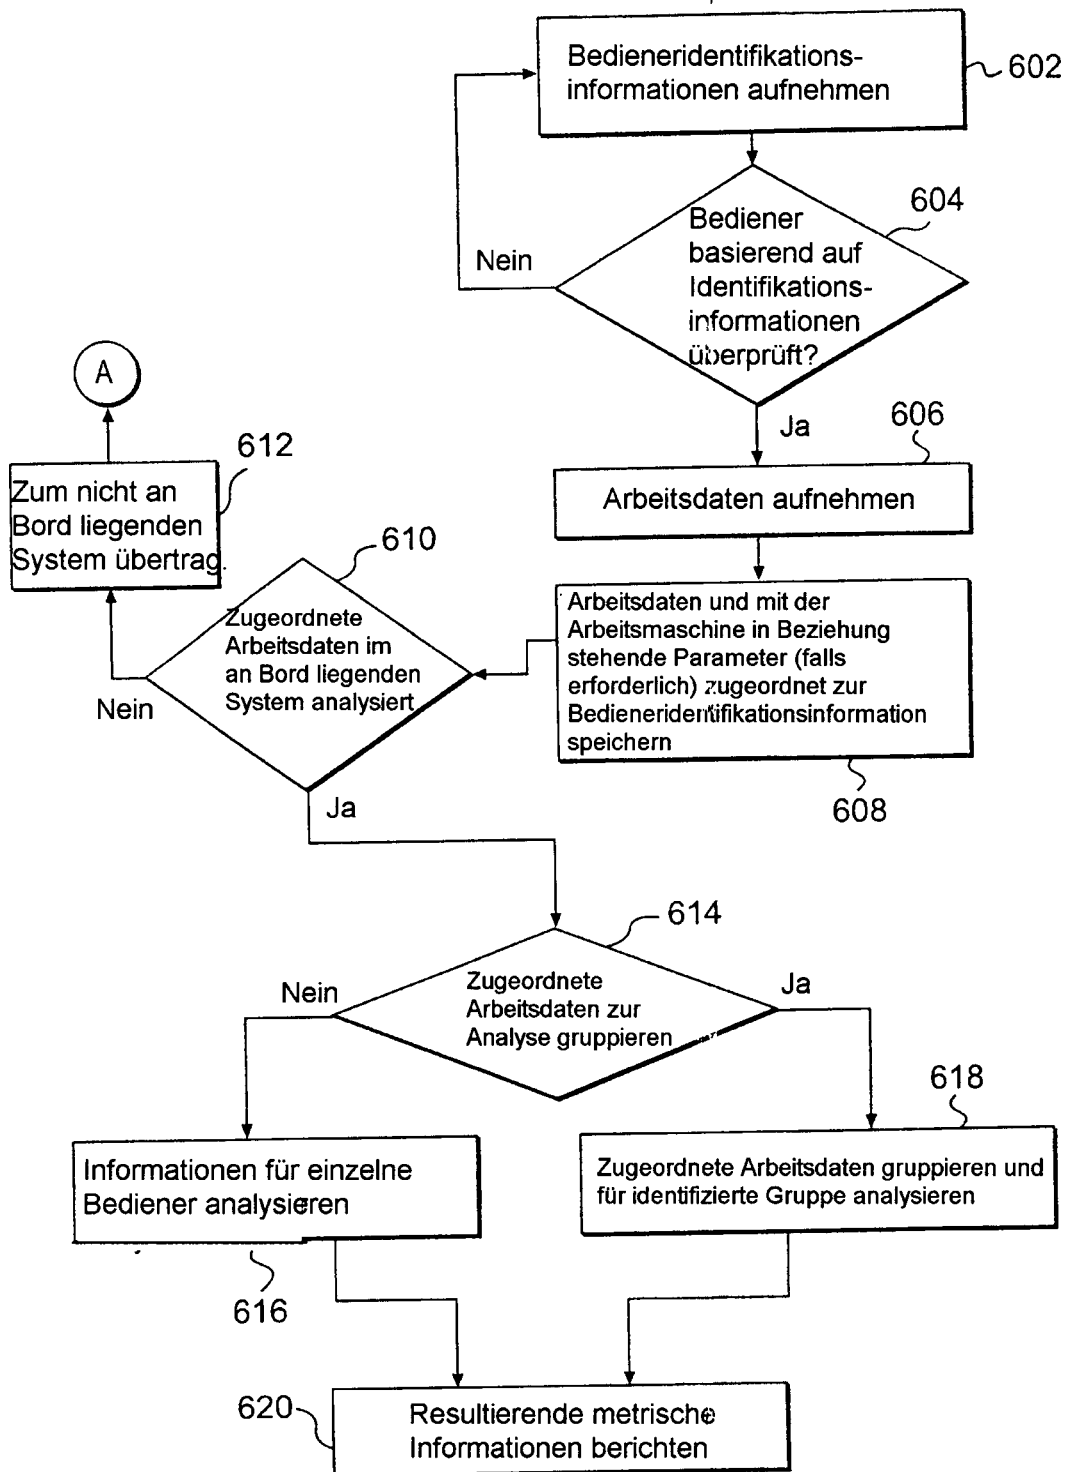 Bedieneridentifikations-
informationen aufnehmen
602
604
Bediener
basierend auf
Identifikations-
informationen
überprüft?
Nein
Ja
A
606
Arbeitsdaten aufnehmen
612
Zum nicht an
Bord liegenden
System übertrag.
610
Zugeordnete
Arbeitsdaten im
an Bord liegenden
System analysiert
Nein
Ja
Arbeitsdaten und mit der
Arbeitsmaschine in Beziehung
stehende Parameter (falls
erforderlich) zugeordnet zur
Bedieneridentifikationsinformation
speichern
608
614
Zugeordnete
Arbeitsdaten zur
Analyse gruppieren
Nein
Ja
Informationen für einzelne
Bediener analysieren
616
618
Zugeordnete Arbeitsdaten gruppieren und
für identifizierte Gruppe analysieren
620
Resultierende metrische
Informationen berichten